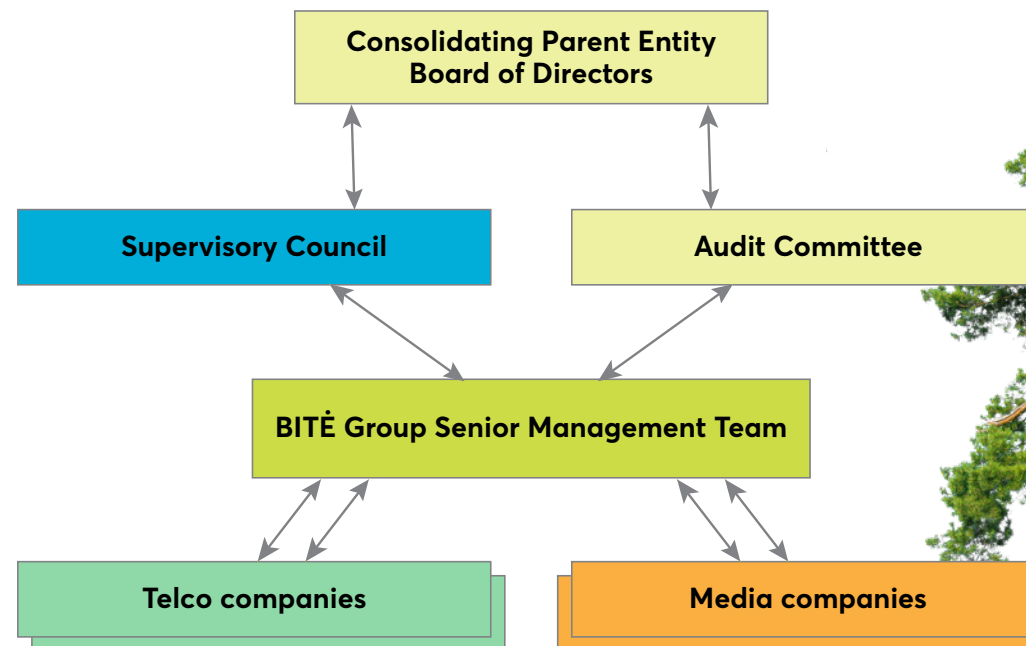 Consolidating Parent Entity
Board of Directors
Supervisory Council
Audit Committee
BITĖ Group Senior Management Team
Telco companies
Media companies